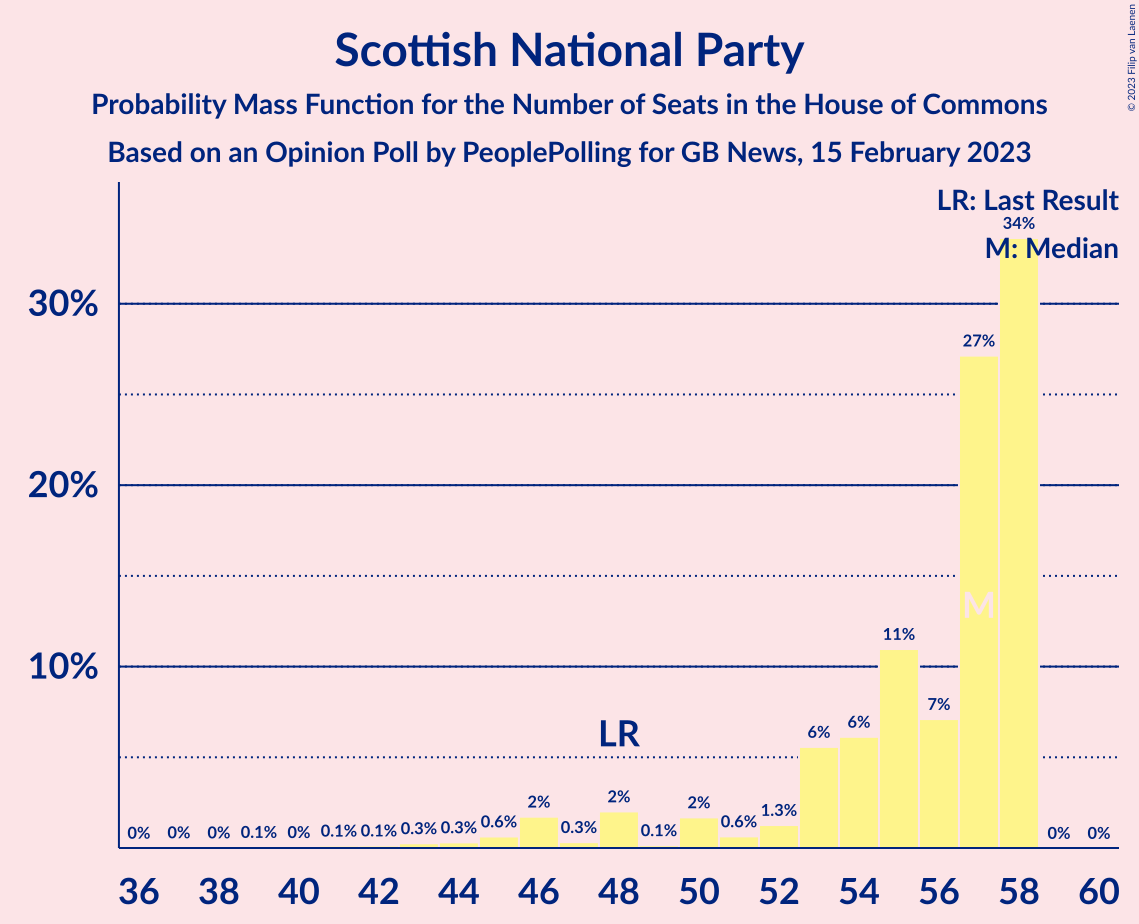 Scottish National Party
Probability Mass Function for the Number of Seats in the House of Commons
Based on an Opinion Poll by PeoplePolling for GB News, 15 February 2023
© 2023 Filip van Laenen
LR: Last Result
34%
M: Median
30%
27%
20%
M
11%
10%
7%
LR
6%
6%
0% 0% 0% 0.1% 0% 0.1% 0.1% 0.3% 0.3% 0.6% 2% 0.3% 2% 0.1% 2% 0.6% 1.3% 0% 0%
36 38 40 42 44 46 48 50 52 54 56 58 60